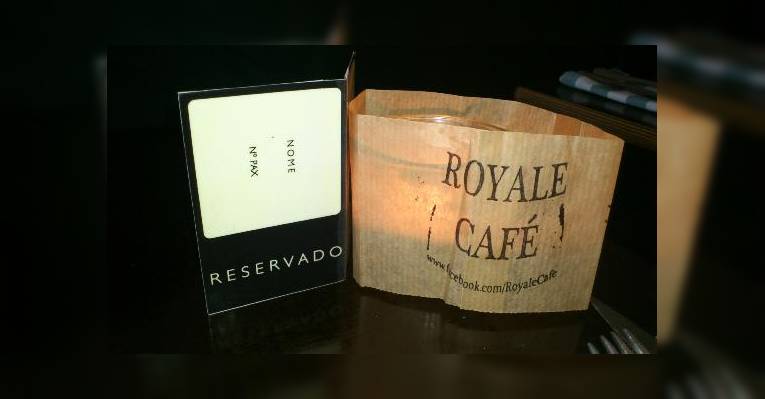 NOME
Nº PAX
RESERVADO
ROYALE
CAFÉ
www.facebook.com/RoyaleCafe